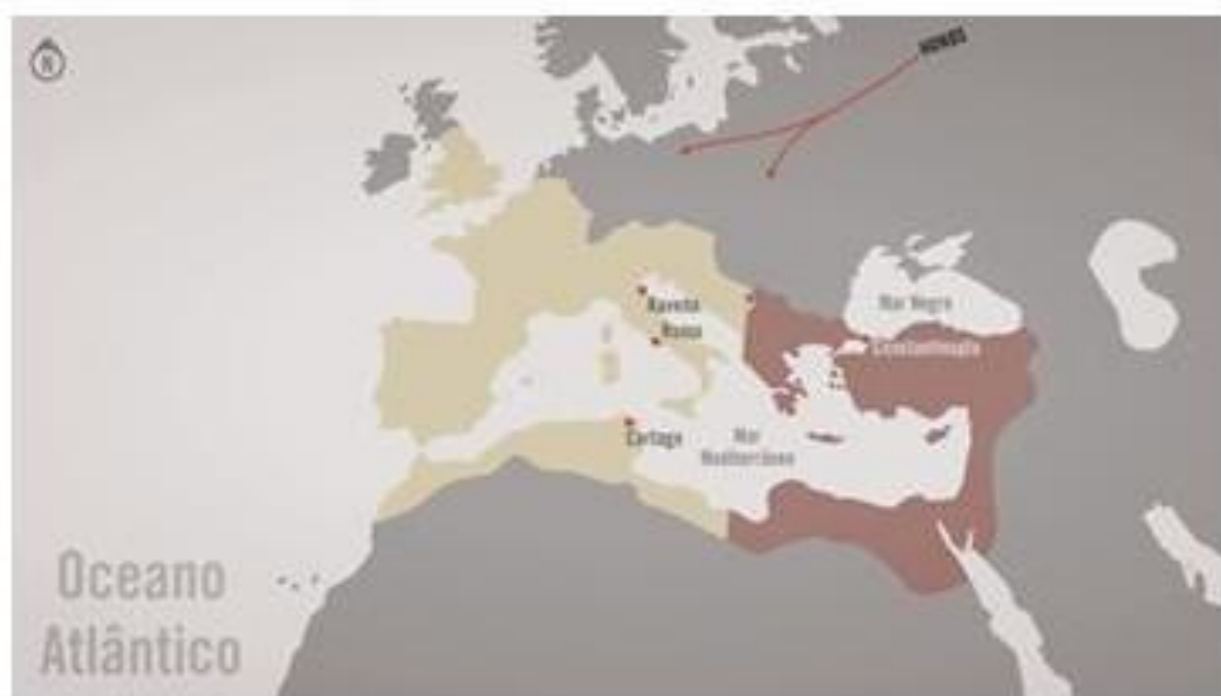 N
HUNOS
Mar Negro
Ravena
Roma
Constantinopla
Cartago
Mar
Mediterrâneo
Oceano
Atlântico